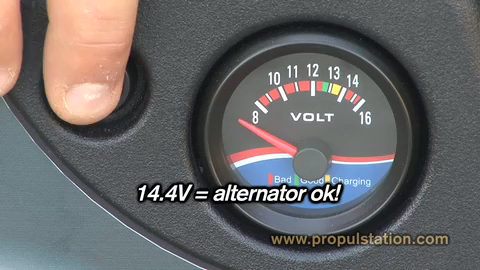 8 10 11 12 13 14 16
VOLT
Bad Good Charging
14.4V = alternator ok!
www.propulstation.com